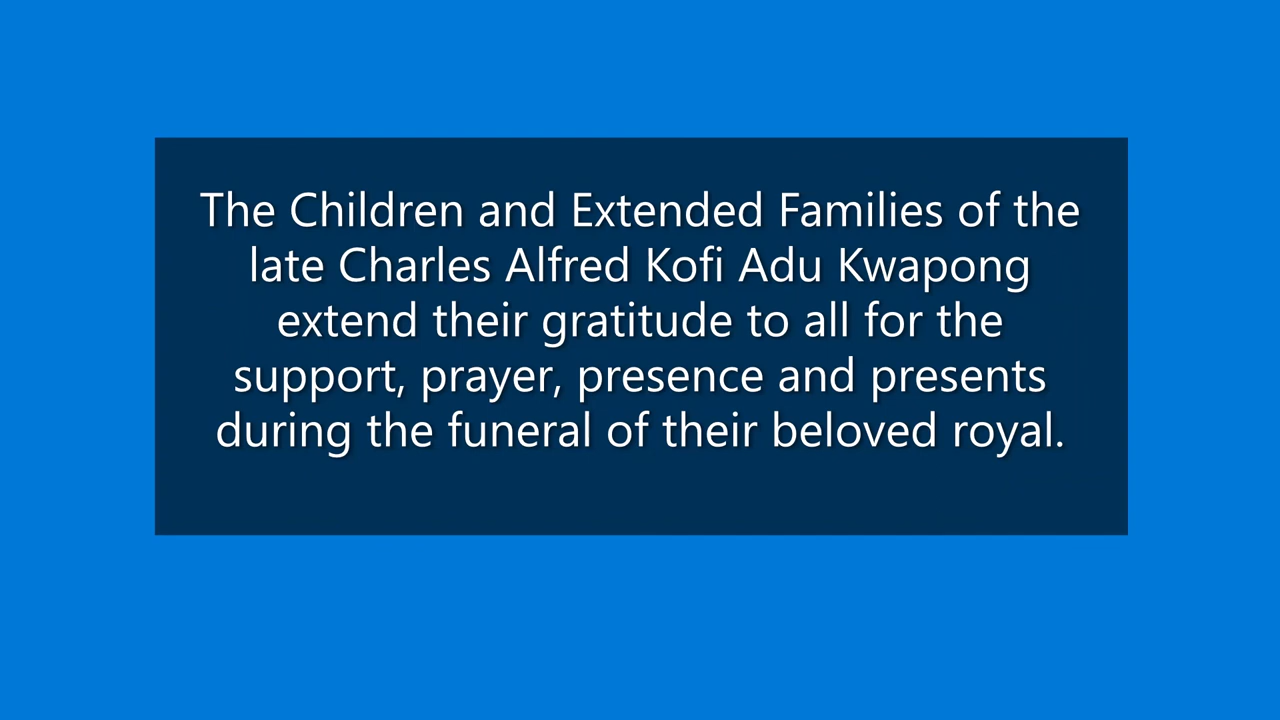 The Children and Extended Families of the
late Charles Alfred Kofi Adu Kwapong
extend their gratitude to all for the
support, prayer, presence and presents
during the funeral of their beloved royal.